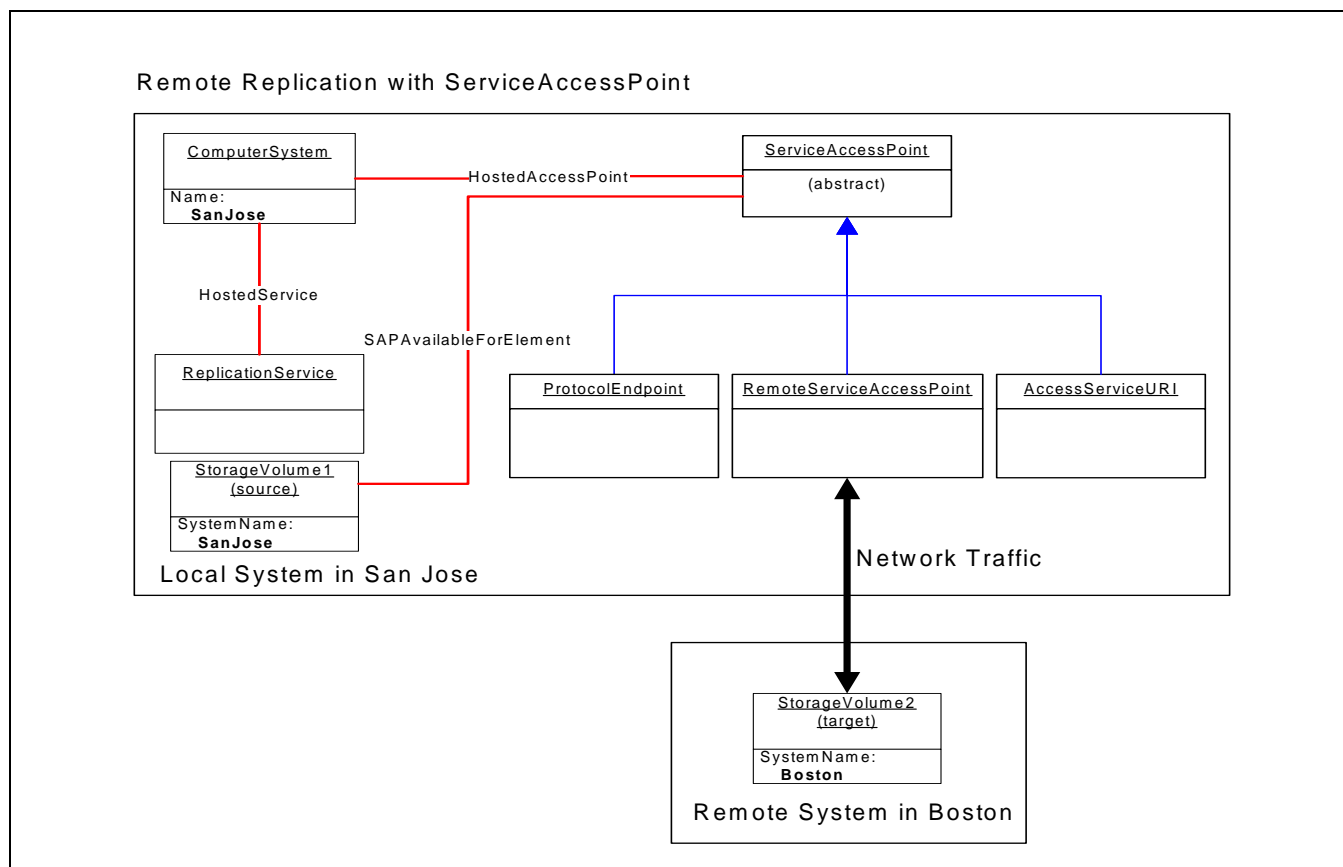 Remote Replication with ServiceAccessPoint
ComputerSystem
Name:
SanJose
HostedAccessPoint
ServiceAccessPoint
(abstract)
HostedService
SAPAvailableForElement
ReplicationService
ProtocolEndpoint
RemoteServiceAccessPoint
AccessServiceURI
StorageVolume1
(source)
SystemName:
SanJose
Local System in San Jose
Network Traffic
StorageVolume2
(target)
SystemName:
Boston
Remote System in Boston